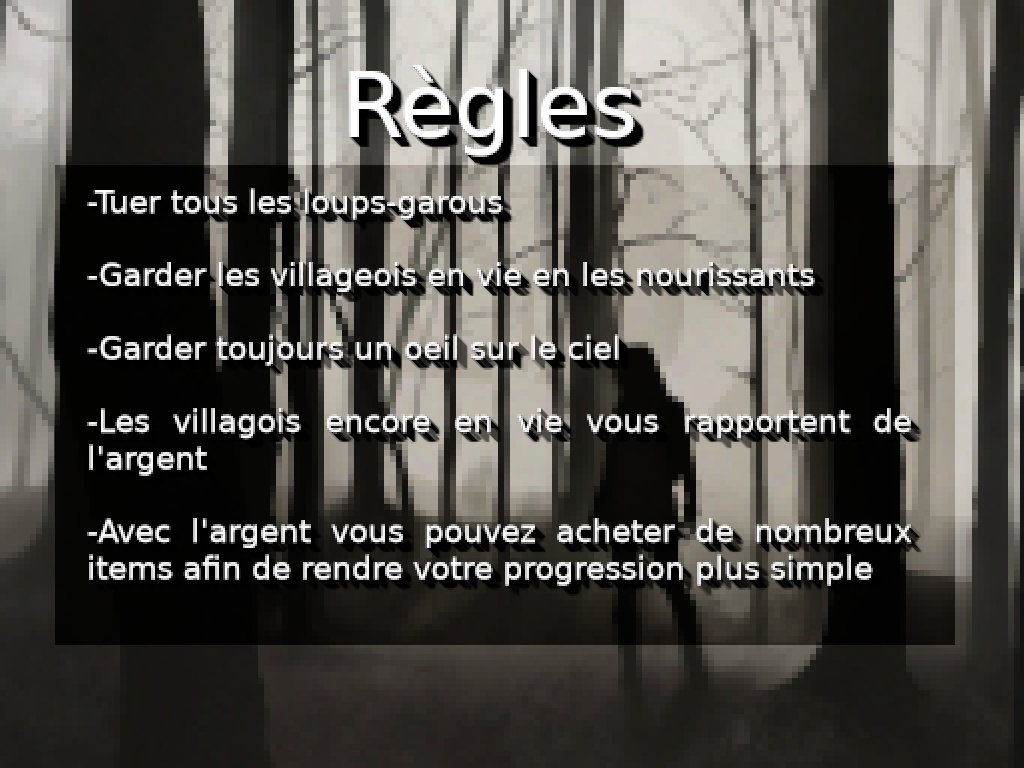 Règles
-Tuer tous les loups-garous
-Garder les villageois en vie en les nourissants
-Garder toujours un oeil sur le ciel
-Les villagois encore en vie vous rapportent de
l'argent
-Avec l'argent vous pouvez acheter de nombreux
items afin de rendre votre progression plus simple